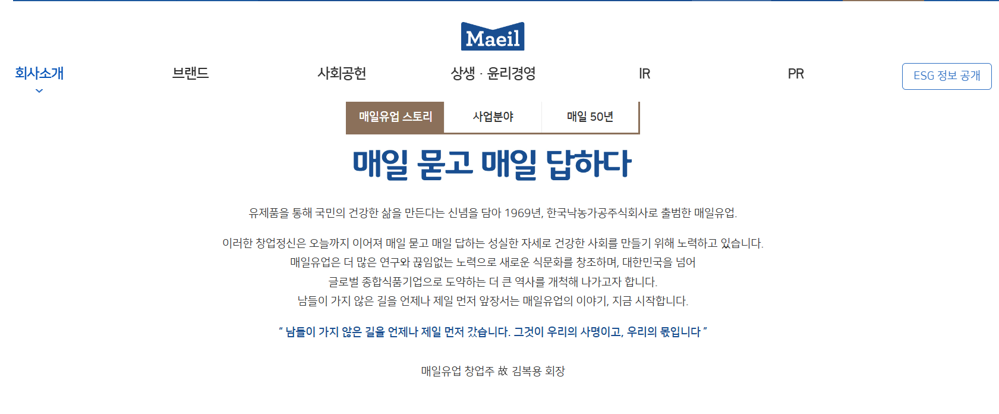 Maeil
회사소개
브랜드
사회공헌
상생 · 윤리경영
IR
PR
ESG 정보 공개
매일유업 스토리
사업분야
매일 50년
매일 묻고 매일 답하다
유제품을 통해 국민의 건강한 삶을 만든다는 신념을 담아 1969년, 한국낙농가공주식회사로 출범한 매일유업.
이러한 창업정신은 오늘까지 이어져 매일 묻고 매일 답하는 성실한 자세로 건강한 사회를 만들기 위해 노력하고 있습니다.
매일유업은 더 많은 연구와 끊임없는 노력으로 새로운 식문화를 창조하며, 대한민국을 넘어
글로벌 종합식품기업으로 도약하는 더 큰 역사를 개척해 나가고자 합니다.
남들이 가지 않은 길을 언제나 제일 먼저 앞장서는 매일유업의 이야기, 지금 시작합니다.
“ 남들이 가지 않은 길을 언제나 제일 먼저 갔습니다. 그것이 우리의 사명이고, 우리의 몫입니다 ”
매일유업 창업주 故 김복용 회장